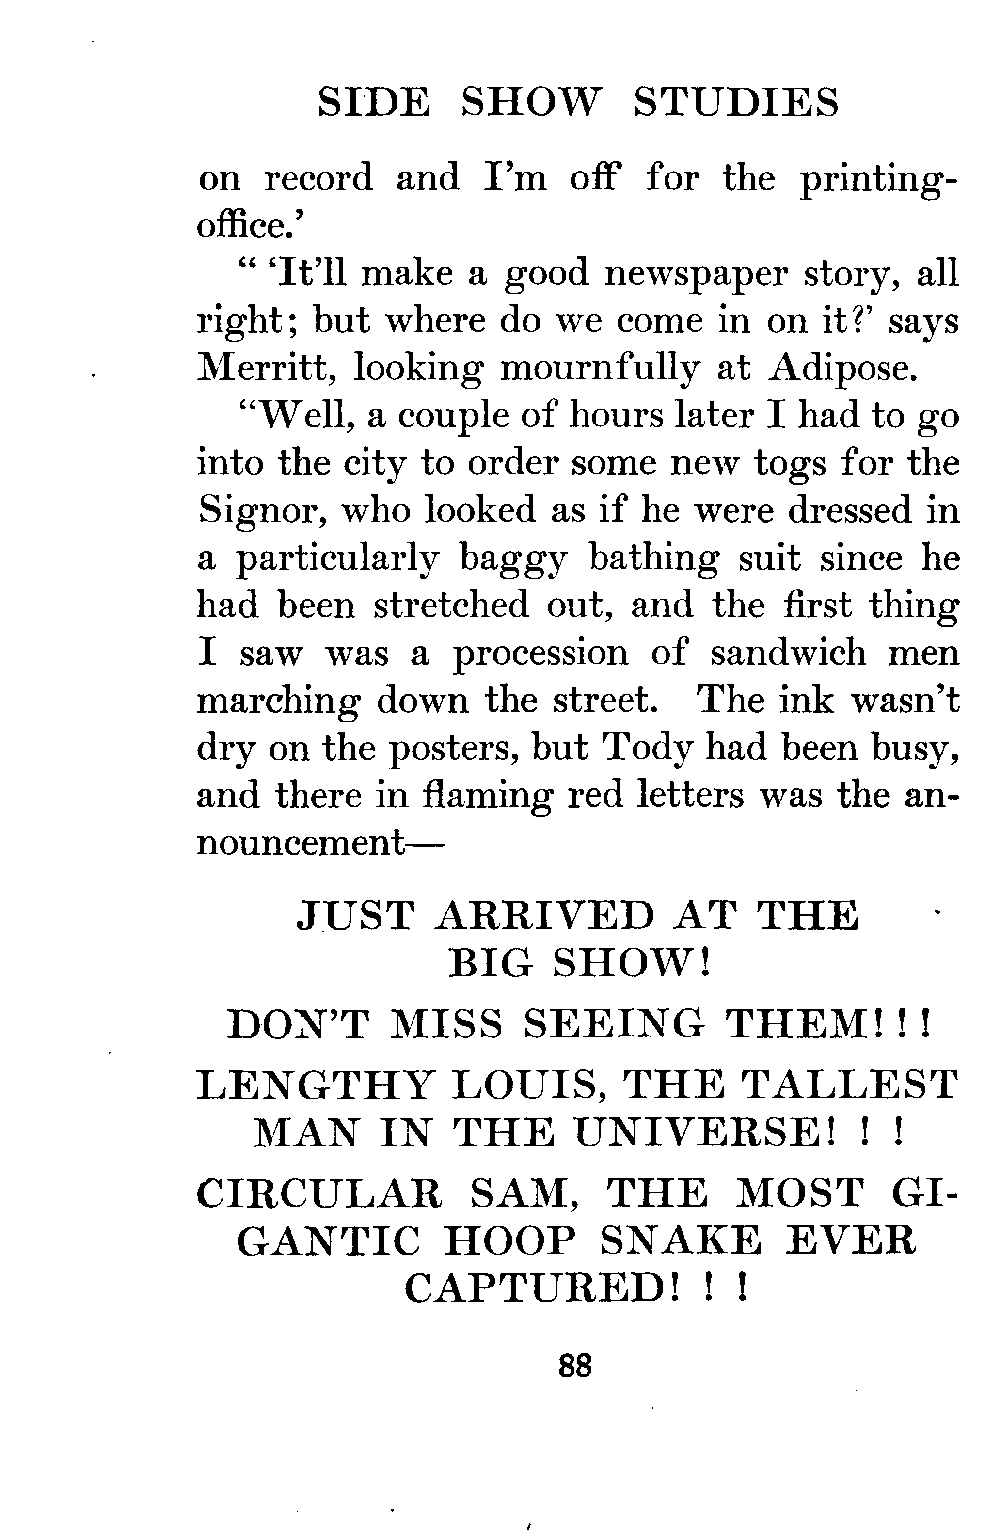 SIDE SHOW STUDIES
on record and I'm off for the printing-
office.'
" 'It'll make a good newspaper story, all
right; but where do we come in on it?' says
Merritt, looking mournfully at Adipose.
"Well, a couple of hours later I had to go
into the city to order some new togs for the
Signor, who looked as if he were dressed in
a particularly baggy bathing suit since he
had been stretched out, and the first thing
I saw was a procession of sandwich men
marching down the street. The ink wasn't
dry on the posters, but Tody had been busy,
and there in flaming red letters was the an-
nouncement—
JUST ARRIVED AT THE
BIG SHOW!
DON'T MISS SEEING THEM! ! !
LENGTHY LOUIS, THE TALLEST
MAN IN THE UNIVERSE! ! !
CIRCULAR SAM, THE MOST GI-
GANTIC HOOP SNAKE EVER
CAPTURED! ! !
88